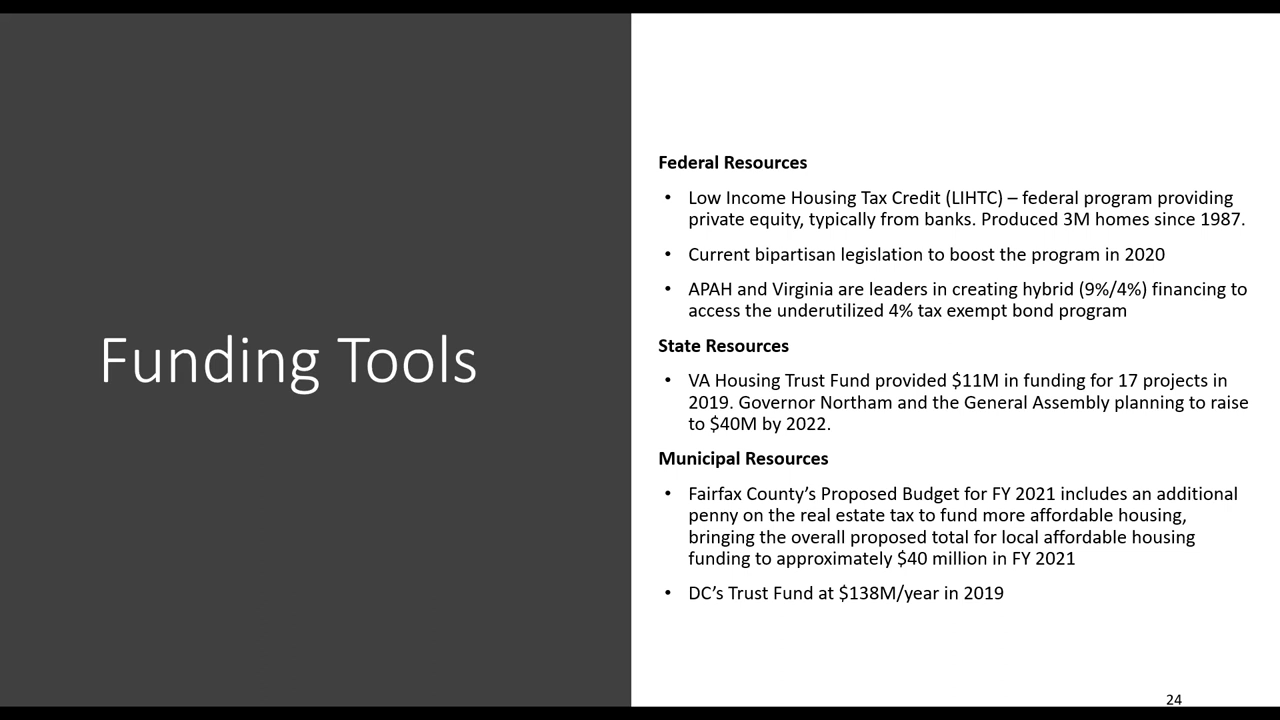 Funding Tools
Federal Resources
• Low Income Housing Tax Credit (LIHTC) – federal program providing
private equity, typically from banks. Produced 3M homes since 1987.
• Current bipartisan legislation to boost the program in 2020
• APAH and Virginia are leaders in creating hybrid (9%/4%) financing to
access the underutilized 4% tax exempt bond program
State Resources
• VA Housing Trust Fund provided $11M in funding for 17 projects in
2019. Governor Northam and the General Assembly planning to raise
to $40M by 2022.
Municipal Resources
• Fairfax County’s Proposed Budget for FY 2021 includes an additional
penny on the real estate tax to fund more affordable housing,
bringing the overall proposed total for local affordable housing
funding to approximately $40 million in FY 2021
• DC’s Trust Fund at $138M/year in 2019
24